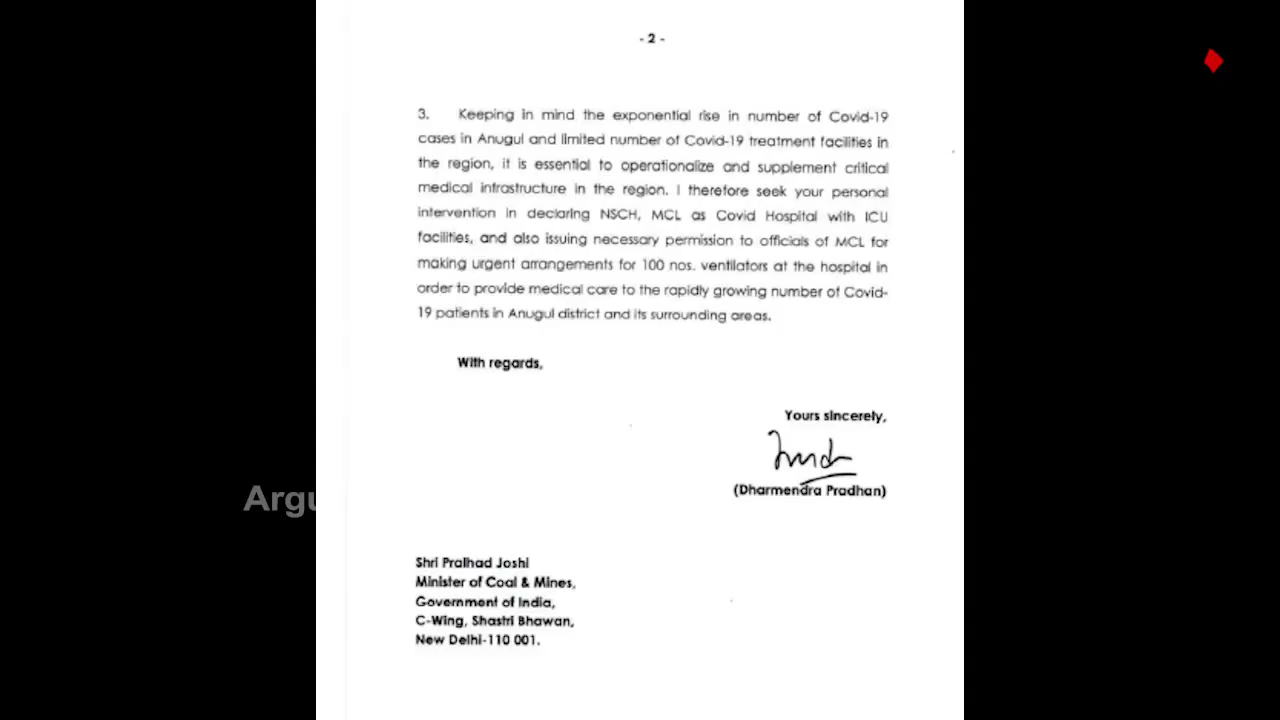 - 2 -
3. Keeping in mind the exponential rise in number of Covid-19
cases in Anugul and limited number of Covid-19 treatment facilities in
the region, it is essential to operationalize and supplement critical
medical infrastructure in the region. I therefore seek your personal
intervention in declaring NSCH, MCL as Covid Hospital with ICU
facilities, and also issuing necessary permission to officials of MCL for
making urgent arrangements for 100 nos. ventilators at the hospital in
order to provide medical care to the rapidly growing number of Covid-
19 patients in Anugul district and its surrounding areas.
With regards,
Yours sincerely,
(Dharmendra Pradhan)
Argu
Shri Pralhad Joshi
Minister of Coal & Mines,
Government of India,
C-Wing, Shastri Bhawan,
New Delhi-110 001.